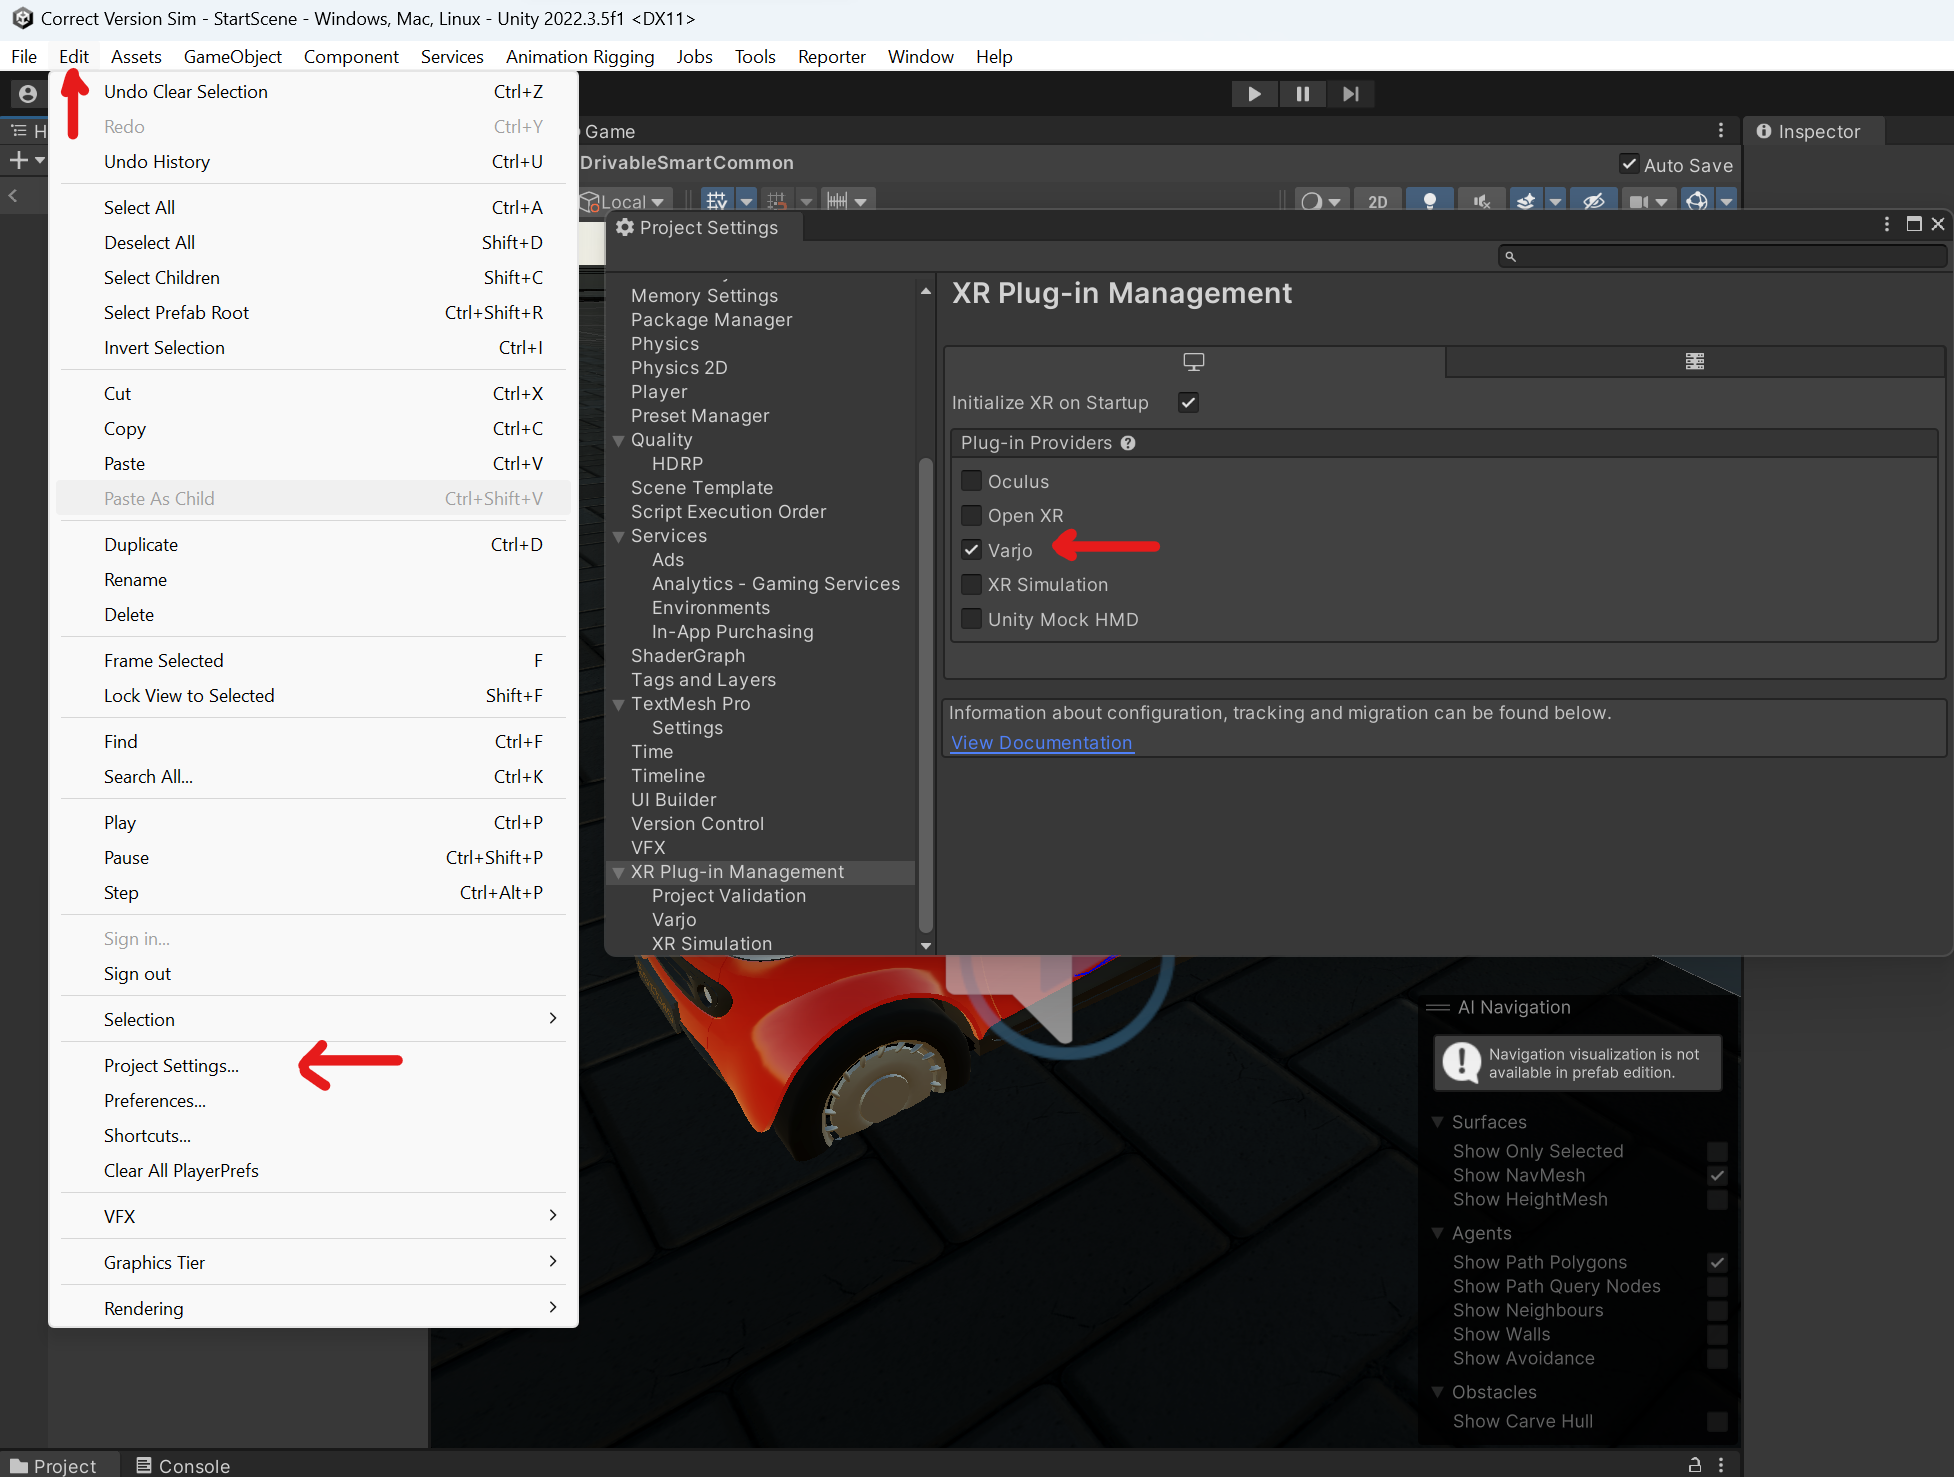 Correct Version Sim - StartScene - Windows, Mac, Linux - Unity 2022.3.5f1 <DX11>
File Edit Assets GameObject Component Services Animation Rigging Jobs Tools Reporter Window Help
Undo Clear Selection Ctrl+Z
Redo Ctrl+Y
Undo History Ctrl+U
Select All Ctrl+A
Deselect All Shift+D
Select Children Shift+C
Select Prefab Root Ctrl+Shift+R
Invert Selection Ctrl+I
Cut Ctrl+X
Copy Ctrl+C
Paste Ctrl+V
Paste As Child Ctrl+Shift+V
Duplicate Ctrl+D
Rename
Delete
Frame Selected F
Lock View to Selected Shift+F
Find Ctrl+F
Search All... Ctrl+K
Play Ctrl+P
Pause Ctrl+Shift+P
Step Ctrl+Alt+P
Sign in...
Sign out
Selection
Project Settings...
Preferences...
Shortcuts...
Clear All PlayerPrefs
VFX
Graphics Tier
Rendering
H
Game
DrivableSmartCommon
Auto Save
Local
2D
Inspector
Project Settings
Memory Settings
Package Manager
Physics
Physics 2D
Player
Preset Manager
Quality
HDRP
Scene Template
Script Execution Order
Services
Ads
Analytics - Gaming Services
Environments
In-App Purchasing
ShaderGraph
Tags and Layers
TextMesh Pro
Settings
Time
Timeline
UI Builder
Version Control
VFX
XR Plug-in Management
Project Validation
Varjo
XR Simulation
XR Plug-in Management
Initialize XR on Startup
Plug-in Providers
Oculus
Open XR
Varjo
XR Simulation
Unity Mock HMD
Information about configuration, tracking and migration can be found below.
View Documentation
AI Navigation
Navigation visualization is not
available in prefab edition.
Surfaces
Show Only Selected
Show NavMesh
Show HeightMesh
Agents
Show Path Polygons
Show Path Query Nodes
Show Neighbours
Show Walls
Show Avoidance
Obstacles
Show Carve Hull
Project Console